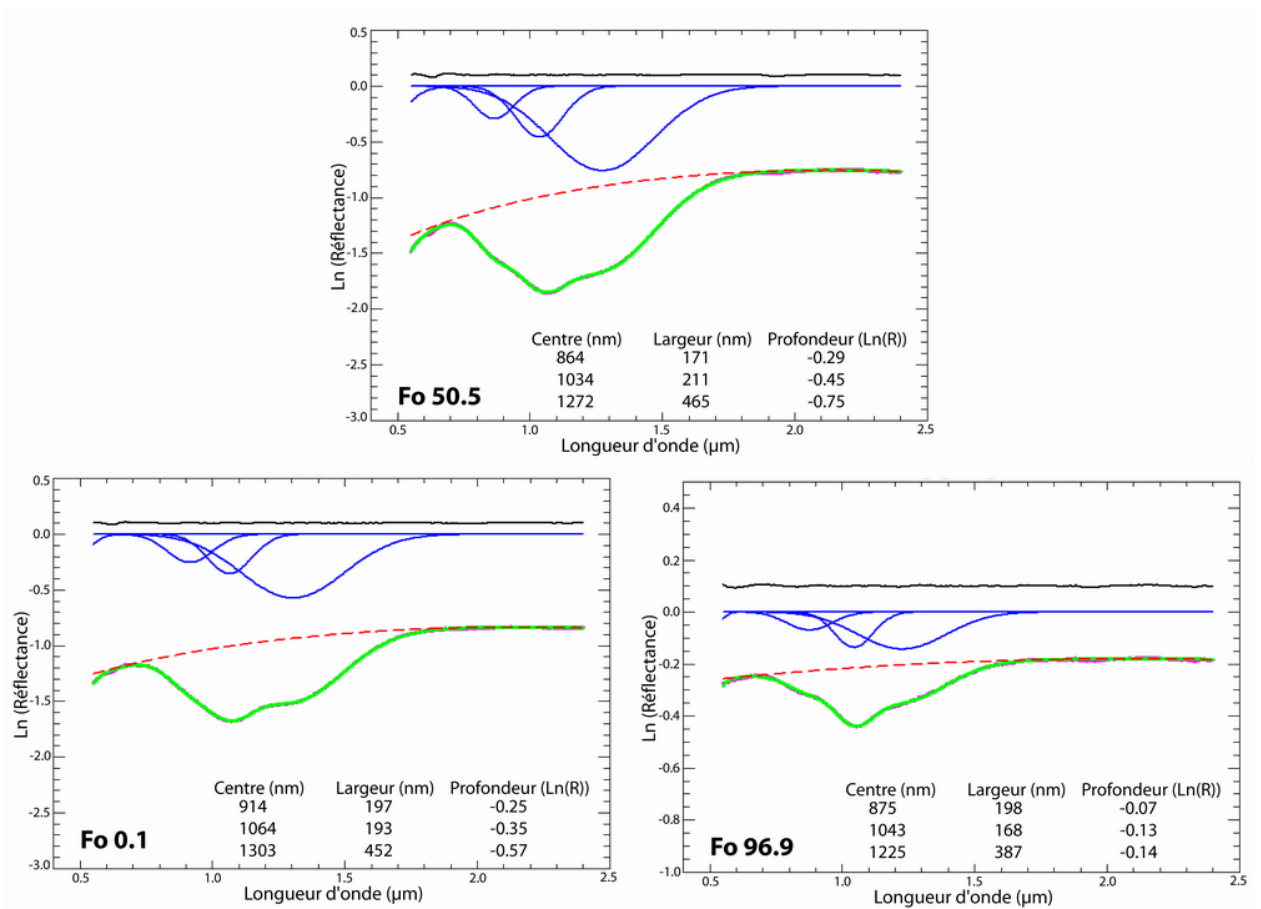 0.5
0.0
-0.5
-1.0
-1.5
-2.0
-2.5
-3.0
Ln (Réflectance)
Centre (nm) Largeur (nm) Profondeur (Ln(R))
864 171 -0.29
1034 211 -0.45
1272 465 -0.75
Fo 50.5
0.5 1.0 1.5 2.0 2.5
Longueur d'onde (µm)
0.5
0.0
-0.5
-1.0
-1.5
-2.0
-2.5
-3.0
Ln (Réflectance)
Centre (nm) Largeur (nm) Profondeur (Ln(R))
914 197 -0.25
1064 193 -0.35
1303 452 -0.57
Fo 0.1
0.5 1.0 1.5 2.0 2.5
Longueur d'onde (µm)
0.4
0.2
0.0
-0.2
-0.4
-0.6
-0.8
-1.0
Ln (Réflectance)
Centre (nm) Largeur (nm) Profondeur (Ln(R))
875 198 -0.07
1043 168 -0.13
1225 387 -0.14
Fo 96.9
0.5 1.0 1.5 2.0 2.5
Longueur d'onde (µm)